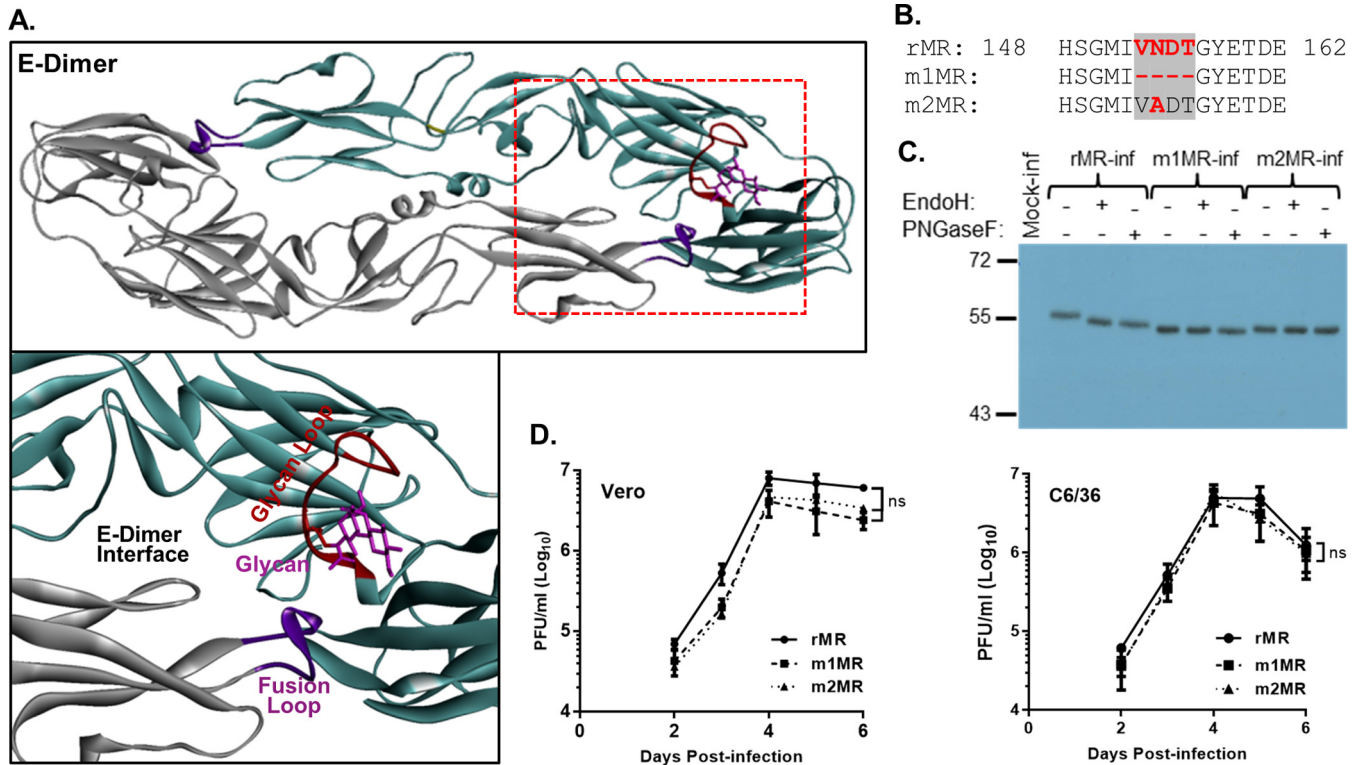 A.
E-Dimer
Glycan Loop
E-Dimer
Interface
Glycan
Fusion
Loop
B.
rMR: 148 HSGMIVNDTGYETDE 162
m1MR: HSGMI----GYETDE
m2MR: HSGMIVADTGYETDE
C.
Mock-inf
rMR-inf m1MR-inf m2MR-inf
EndoH: - + - - + - - + -
PNGaseF: - - + - - + - - +
72
55
43
D.
Vero
PFU/ml (Log10)
7
6
5
4
0 2 4 6
Days Post-infection
rMR
m1MR
m2MR
ns
C6/36
PFU/ml (Log10)
7
6
5
4
0 2 4 6
Days Post-infection
rMR
m1MR
m2MR
ns